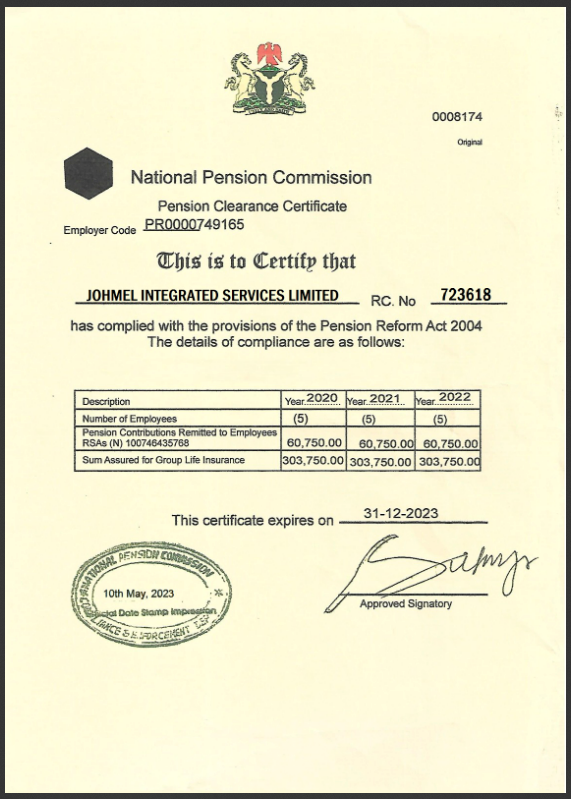 0008174
Original
National Pension Commission
Pension Clearance Certificate
Employer Code PR0000749165
This is to Certify that
JOHMEL INTEGRATED SERVICES LIMITED RC. No 723618
has complied with the provisions of the Pension Reform Act 2004
The details of compliance are as follows:
Description Year.2020 Year.2021 Year.2022
Number of Employees (5) (5) (5)
Pension Contributions Remitted to Employees
RSAs (N) 100746435768 60,750.00 60,750.00 60,750.00
Sum Assured for Group Life Insurance 303,750.00 303,750.00 303,750.00
This certificate expires on 31-12-2023
NATIONAL PENSION COMMISSION
10th May, 2023
cial Date Stamp Impression
LIANCE & ENFORCEMENT
Approved Signatory